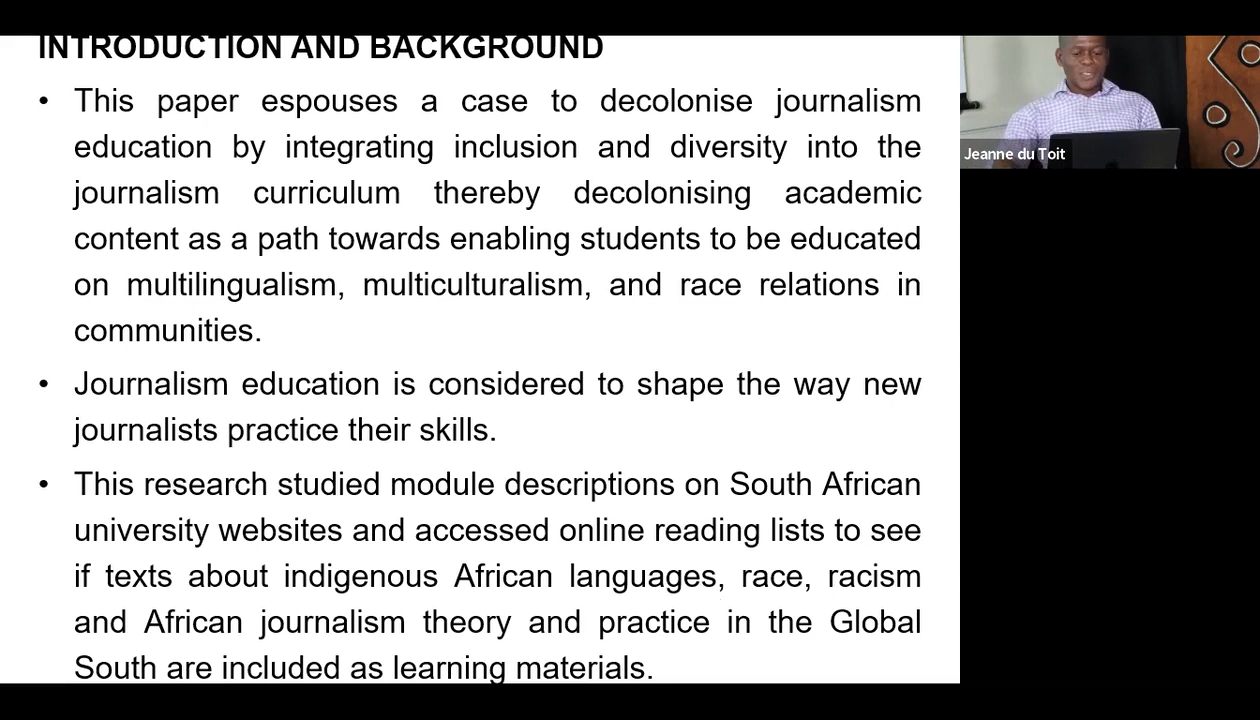 INTRODUCTION AND BACKGROUND
• This paper espouses a case to decolonise journalism
education by integrating inclusion and diversity into the
journalism curriculum thereby decolonising academic
content as a path towards enabling students to be educated
on multilingualism, multiculturalism, and race relations in
communities.
• Journalism education is considered to shape the way new
journalists practice their skills.
• This research studied module descriptions on South African
university websites and accessed online reading lists to see
if texts about indigenous African languages, race, racism
and African journalism theory and practice in the Global
South are included as learning materials.
Jeanne du Toit